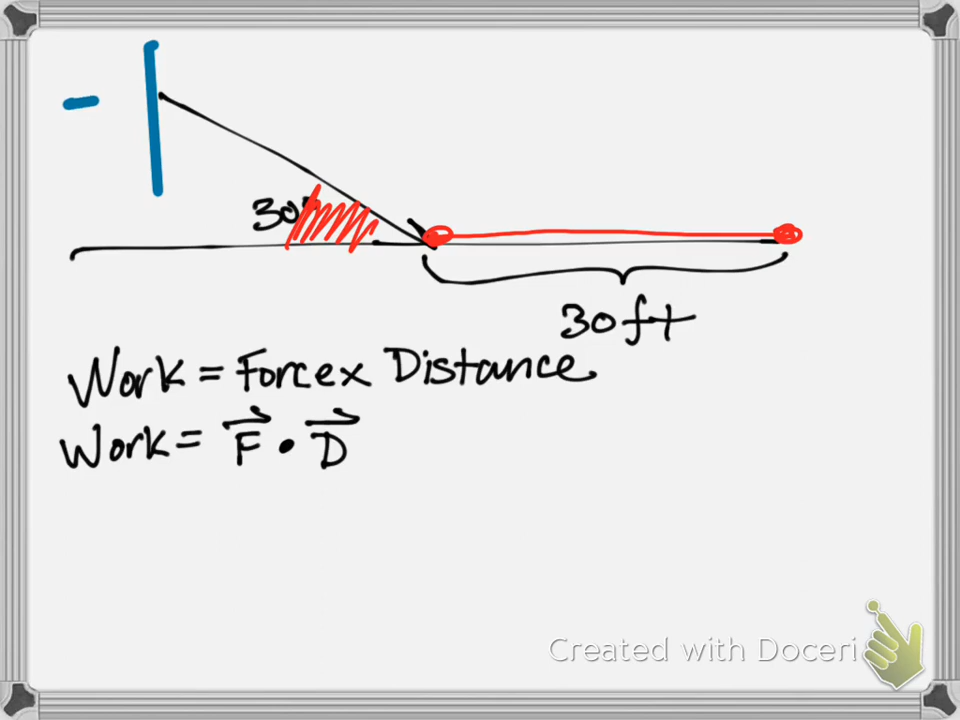 30°
30ft
Work = Force x Distance
Work = F • D
Created with Doceri